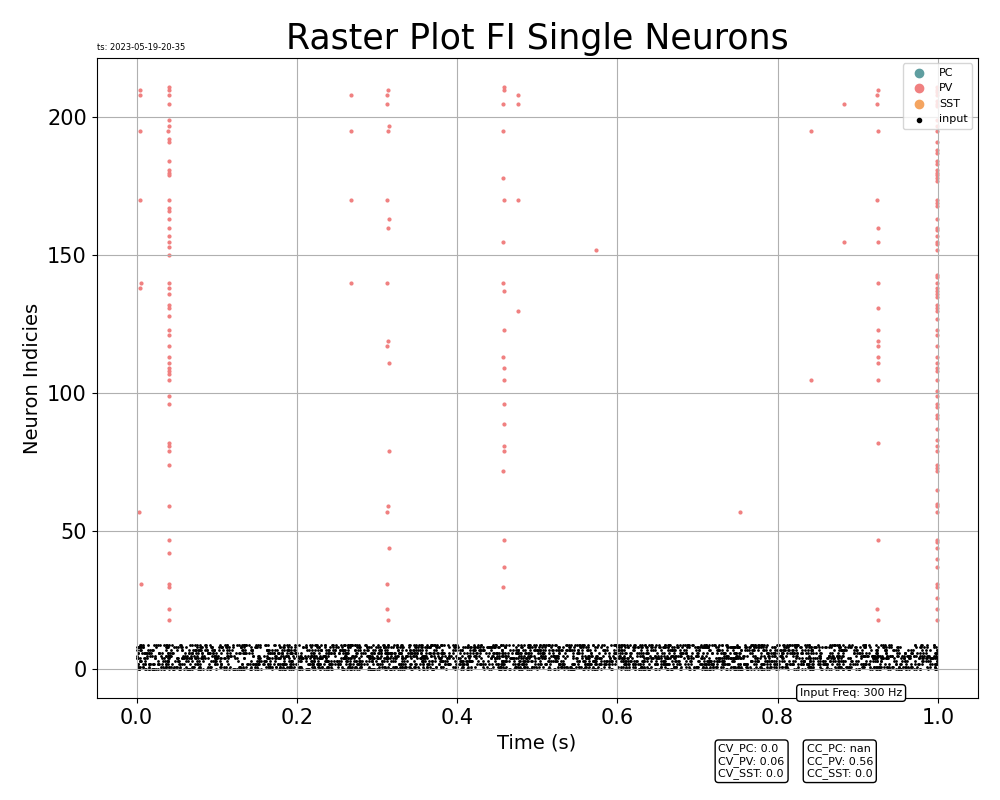 Raster Plot FI Single Neurons
ts: 2023-05-19-20-35
PC
PV
SST
input
200
150
100
50
0
Neuron Indicies
0.0 0.2 0.4 0.6 0.8 1.0
Time (s)
Input Freq: 300 Hz
CV_PC: 0.0
CV_PV: 0.06
CV_SST: 0.0
CC_PC: nan
CC_PV: 0.56
CC_SST: 0.0